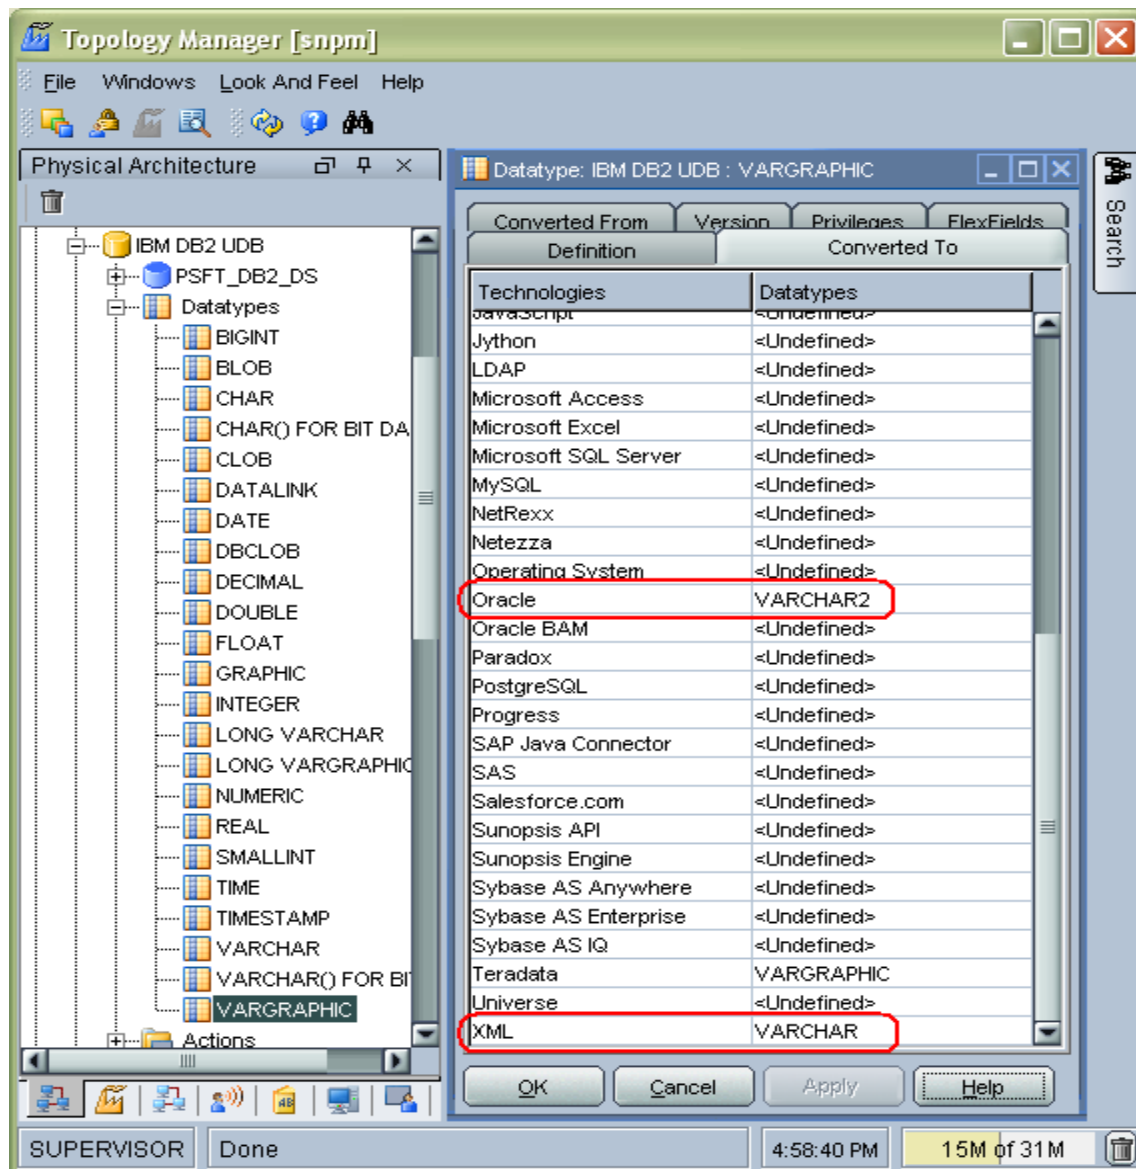 Topology Manager [snpm]
File Windows Look And Feel Help
Physical Architecture
IBM DB2 UDB
PSFT_DB2_DS
Datatypes
BIGINT
BLOB
CHAR
CHAR() FOR BIT DA
CLOB
DATALINK
DATE
DBCLOB
DECIMAL
DOUBLE
FLOAT
GRAPHIC
INTEGER
LONG VARCHAR
LONG VARGRAPHIC
NUMERIC
REAL
SMALLINT
TIME
TIMESTAMP
VARCHAR
VARCHAR() FOR BI
VARGRAPHIC
Actions
Datatype: IBM DB2 UDB : VARGRAPHIC
Converted From Version Privileges FlexFields
Definition Converted To
Technologies Datatypes
JavaScript <Undefined>
Jython <Undefined>
LDAP <Undefined>
Microsoft Access <Undefined>
Microsoft Excel <Undefined>
Microsoft SQL Server <Undefined>
MySQL <Undefined>
NetRexx <Undefined>
Netezza <Undefined>
Operating System <Undefined>
Oracle VARCHAR2
Oracle BAM <Undefined>
Paradox <Undefined>
PostgreSQL <Undefined>
Progress <Undefined>
SAP Java Connector <Undefined>
SAS <Undefined>
Salesforce.com <Undefined>
Sunopsis API <Undefined>
Sunopsis Engine <Undefined>
Sybase AS Anywhere <Undefined>
Sybase AS Enterprise <Undefined>
Sybase AS IQ <Undefined>
Teradata VARGRAPHIC
Universe <Undefined>
XML VARCHAR
OK Cancel Apply Help
Search
SUPERVISOR Done 4:58:40 PM 15M of 31M